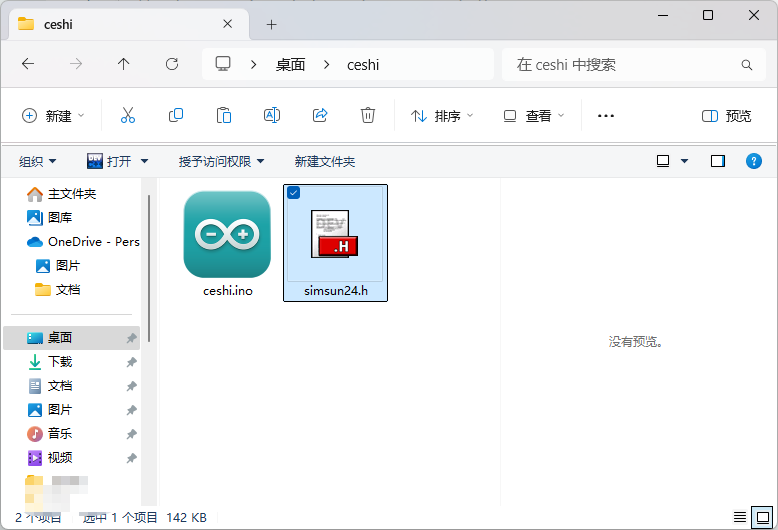 ceshi
桌面 ceshi
在 ceshi 中搜索
新建 排序 查看 预览
组织 打开 授予访问权限 新建文件夹
主文件夹
图库
OneDrive - Pers
图片
文档
桌面
下载
文档
图片
音乐
视频
ceshi.ino
DEV
.H
simsun24.h
没有预览。
2 个项目 选中 1 个项目 142 KB